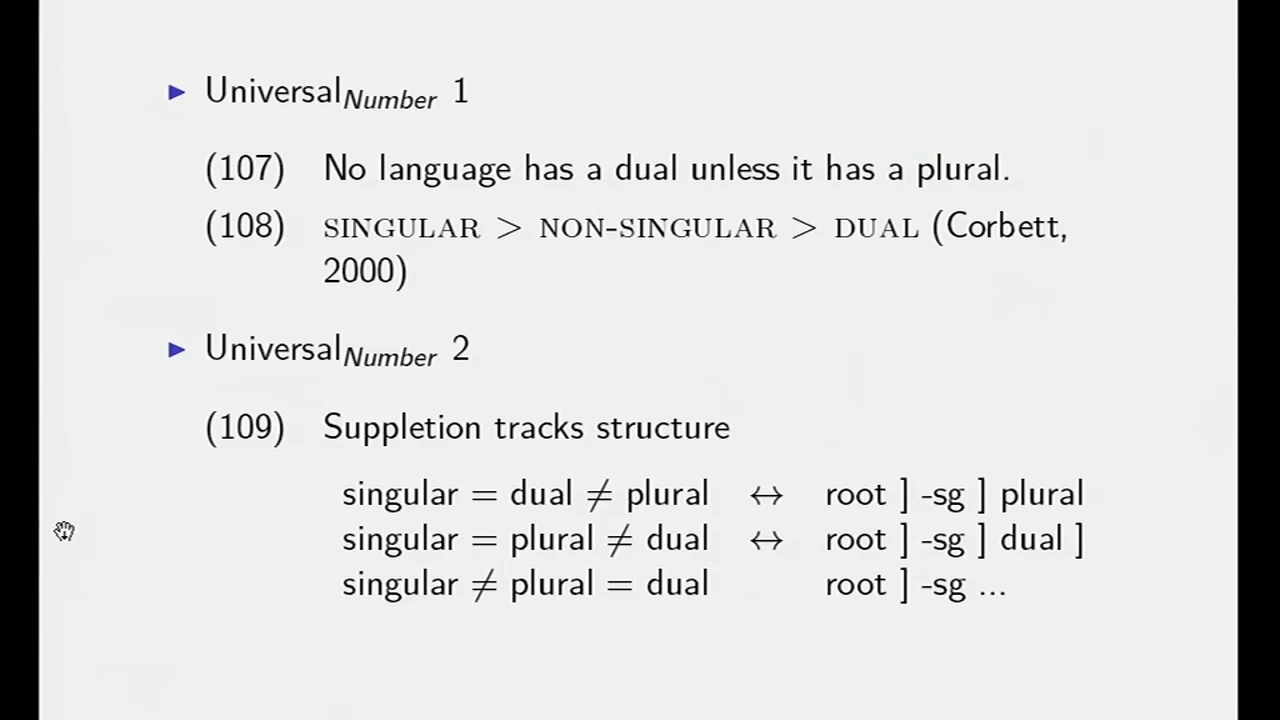 ▶ Universal_Number 1
(107) No language has a dual unless it has a plural.
(108) SINGULAR > NON-SINGULAR > DUAL (Corbett,
2000)
▶ Universal_Number 2
(109) Suppletion tracks structure
singular = dual ≠ plural ↔ root ] -sg ] plural
singular = plural ≠ dual ↔ root ] -sg ] dual ]
singular ≠ plural = dual root ] -sg ...